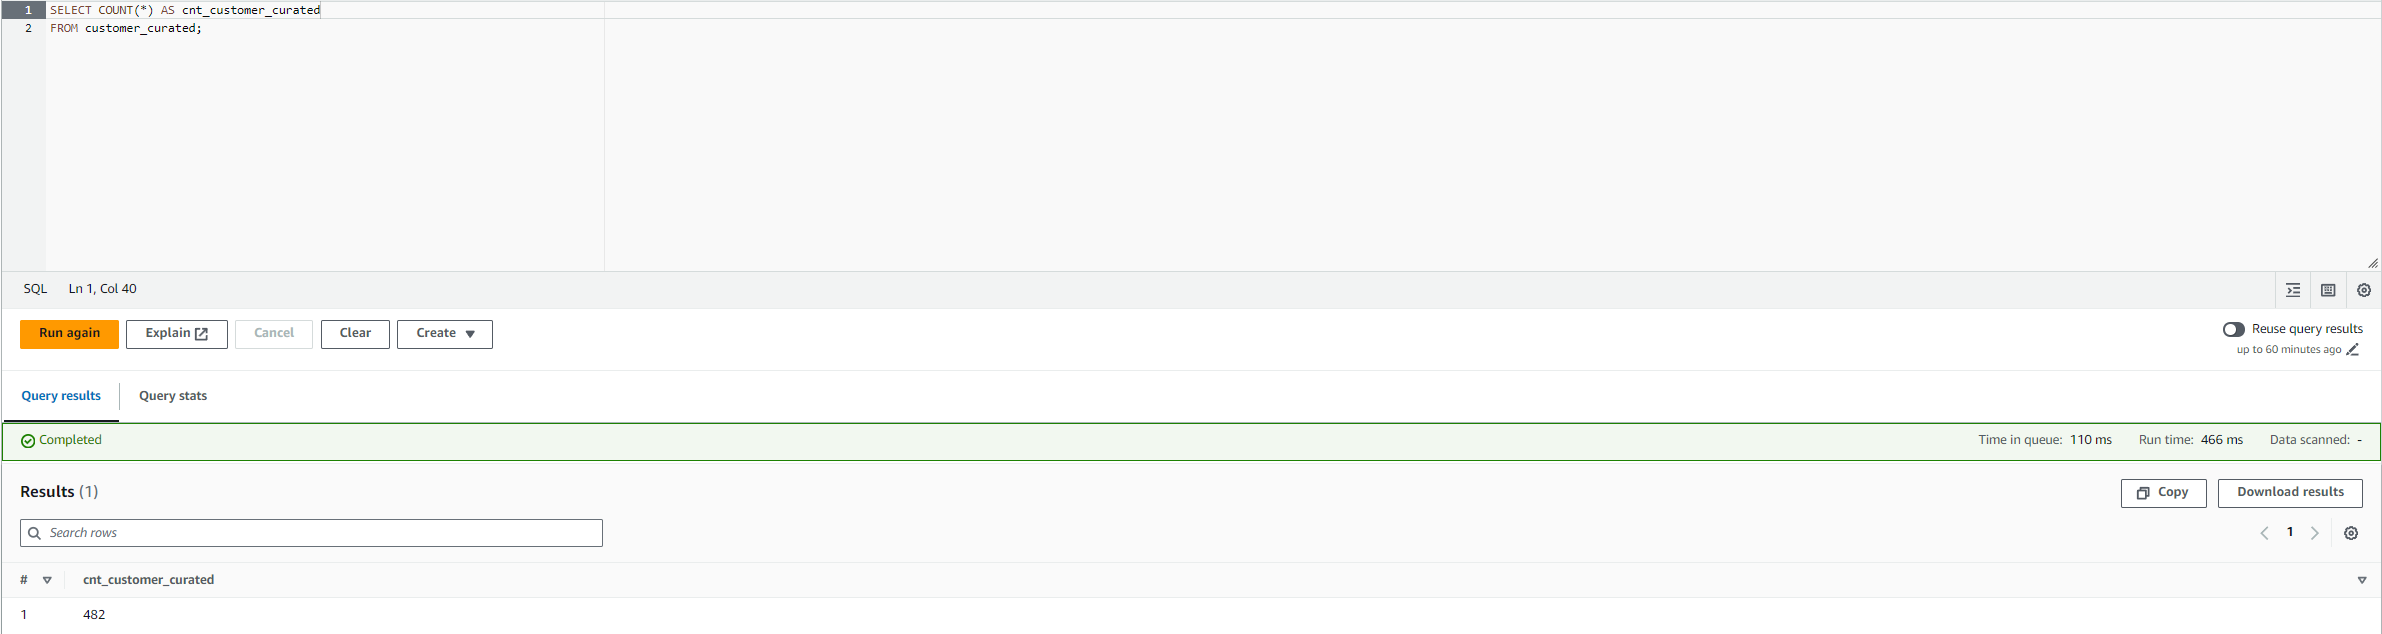 1 SELECT COUNT(*) AS cnt_customer_curated
2 FROM customer_curated;
SQL Ln 1, Col 40
Run again Explain Cancel Clear Create
Reuse query results
up to 60 minutes ago
Query results Query stats
Completed Time in queue: 110 ms Run time: 466 ms Data scanned: -
Results (1)
Copy Download results
Search rows
1
# cnt_customer_curated
1 482